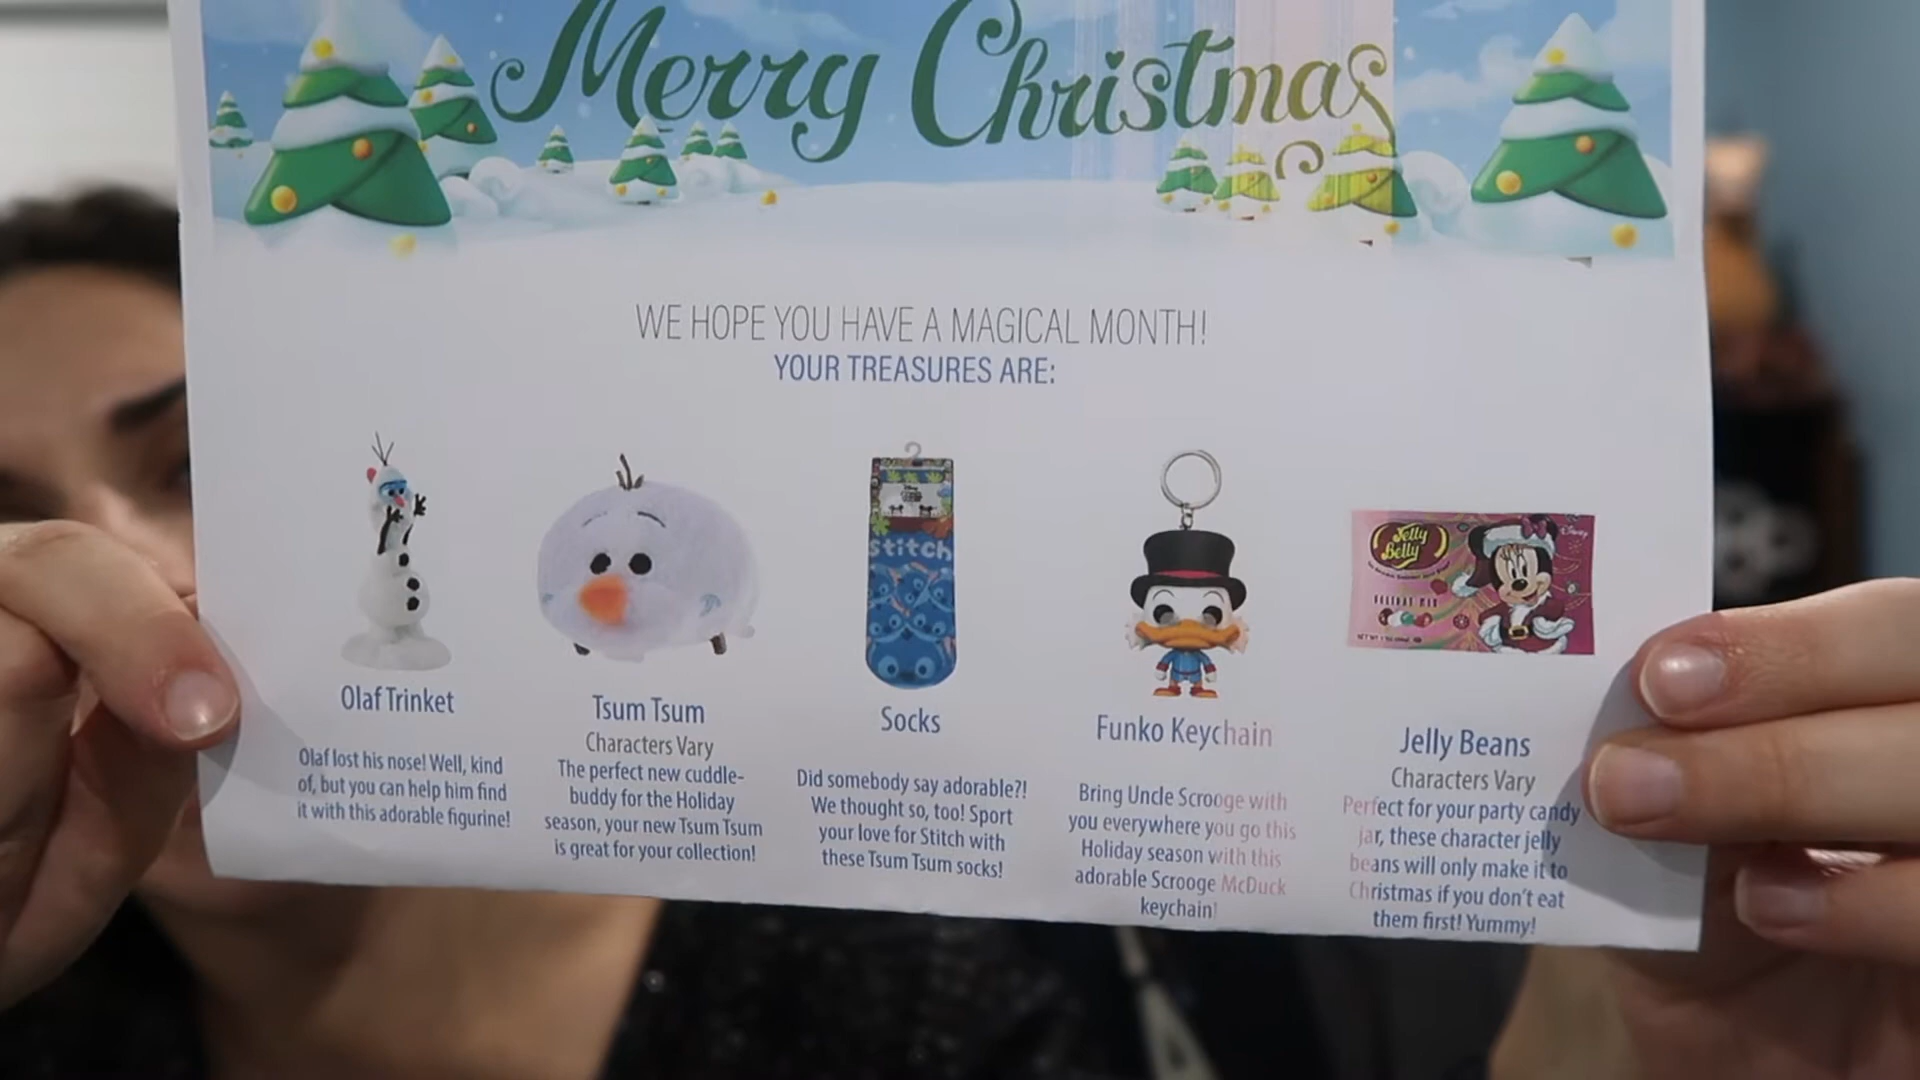 Merry Christmas
WE HOPE YOU HAVE A MAGICAL MONTH!
YOUR TREASURES ARE:
Stitch
Jelly
Belly
Disney
HOLIDAY MIX
Olaf Trinket
Olaf lost his nose! Well, kind
of, but you can help him find
it with this adorable figurine!
Tsum Tsum
Characters Vary
The perfect new cuddle-
buddy for the Holiday
season, your new Tsum Tsum
is great for your collection!
Socks
Did somebody say adorable?!
We thought so, too! Sport
your love for Stitch with
these Tsum Tsum socks!
Funko Keychain
Bring Uncle Scrooge with
you everywhere you go this
Holiday season with this
adorable Scrooge McDuck
keychain!
Jelly Beans
Characters Vary
Perfect for your party candy
jar, these character jelly
beans will only make it to
Christmas if you don't eat
them first! Yummy!